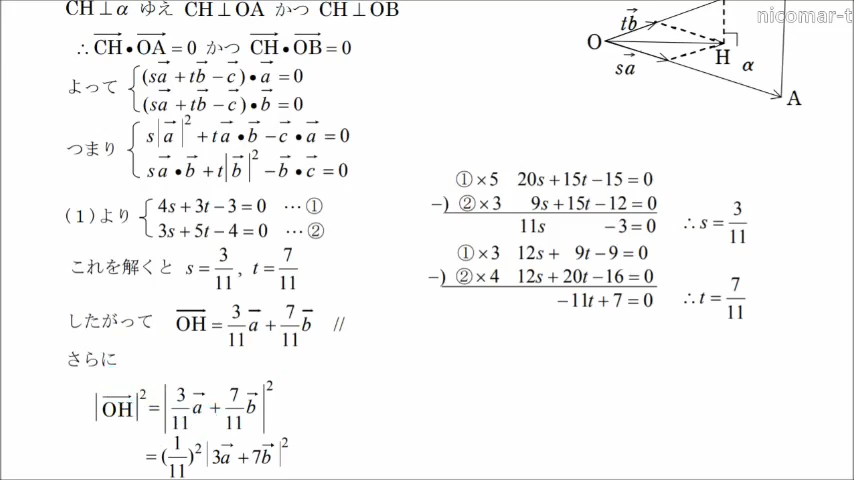 CH⊥α ゆえ CH⊥OA かつ CH⊥OB
∴ CH・OA=0 かつ CH・OB=0
よって
(sa+tb−c)・a=0
(sa+tb−c)・b=0
つまり
s|a|²+ta・b−c・a=0
sa・b+t|b|²−b・c=0
(1)より
4s+3t−3=0 …①
3s+5t−4=0 …②
これを解くと s=3/11, t=7/11
したがって OH=3/11a+7/11b //
さらに
|OH|²=|3/11a+7/11b|²
=(1/11)²|3a+7b|²
nicomar-t
O
tb
sa
H
α
A
①×5 20s+15t−15=0
−) ②×3 9s+15t−12=0
11s −3=0 ∴s=3/11
①×3 12s+9t−9=0
−) ②×4 12s+20t−16=0
−11t+7=0 ∴t=7/11